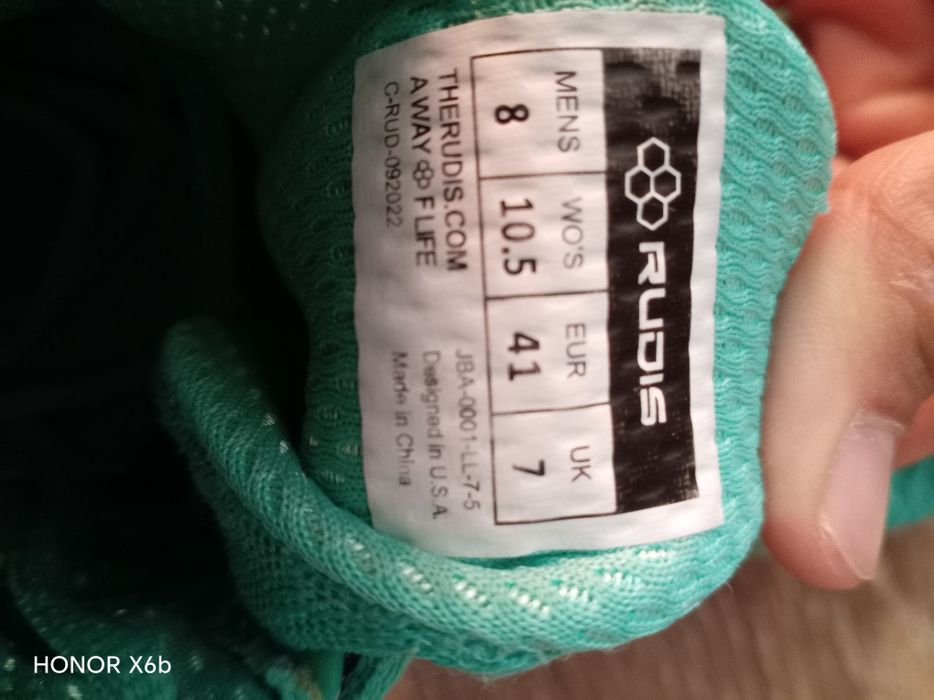 RUDIS
MENS WO'S EUR UK
8 10.5 41 7
THERUDIS.COM JBA-0001-LL-7-5
A WAY F LIFE Designed in U.S.A.
C-RUD-092022 Made in China
HONOR X6b